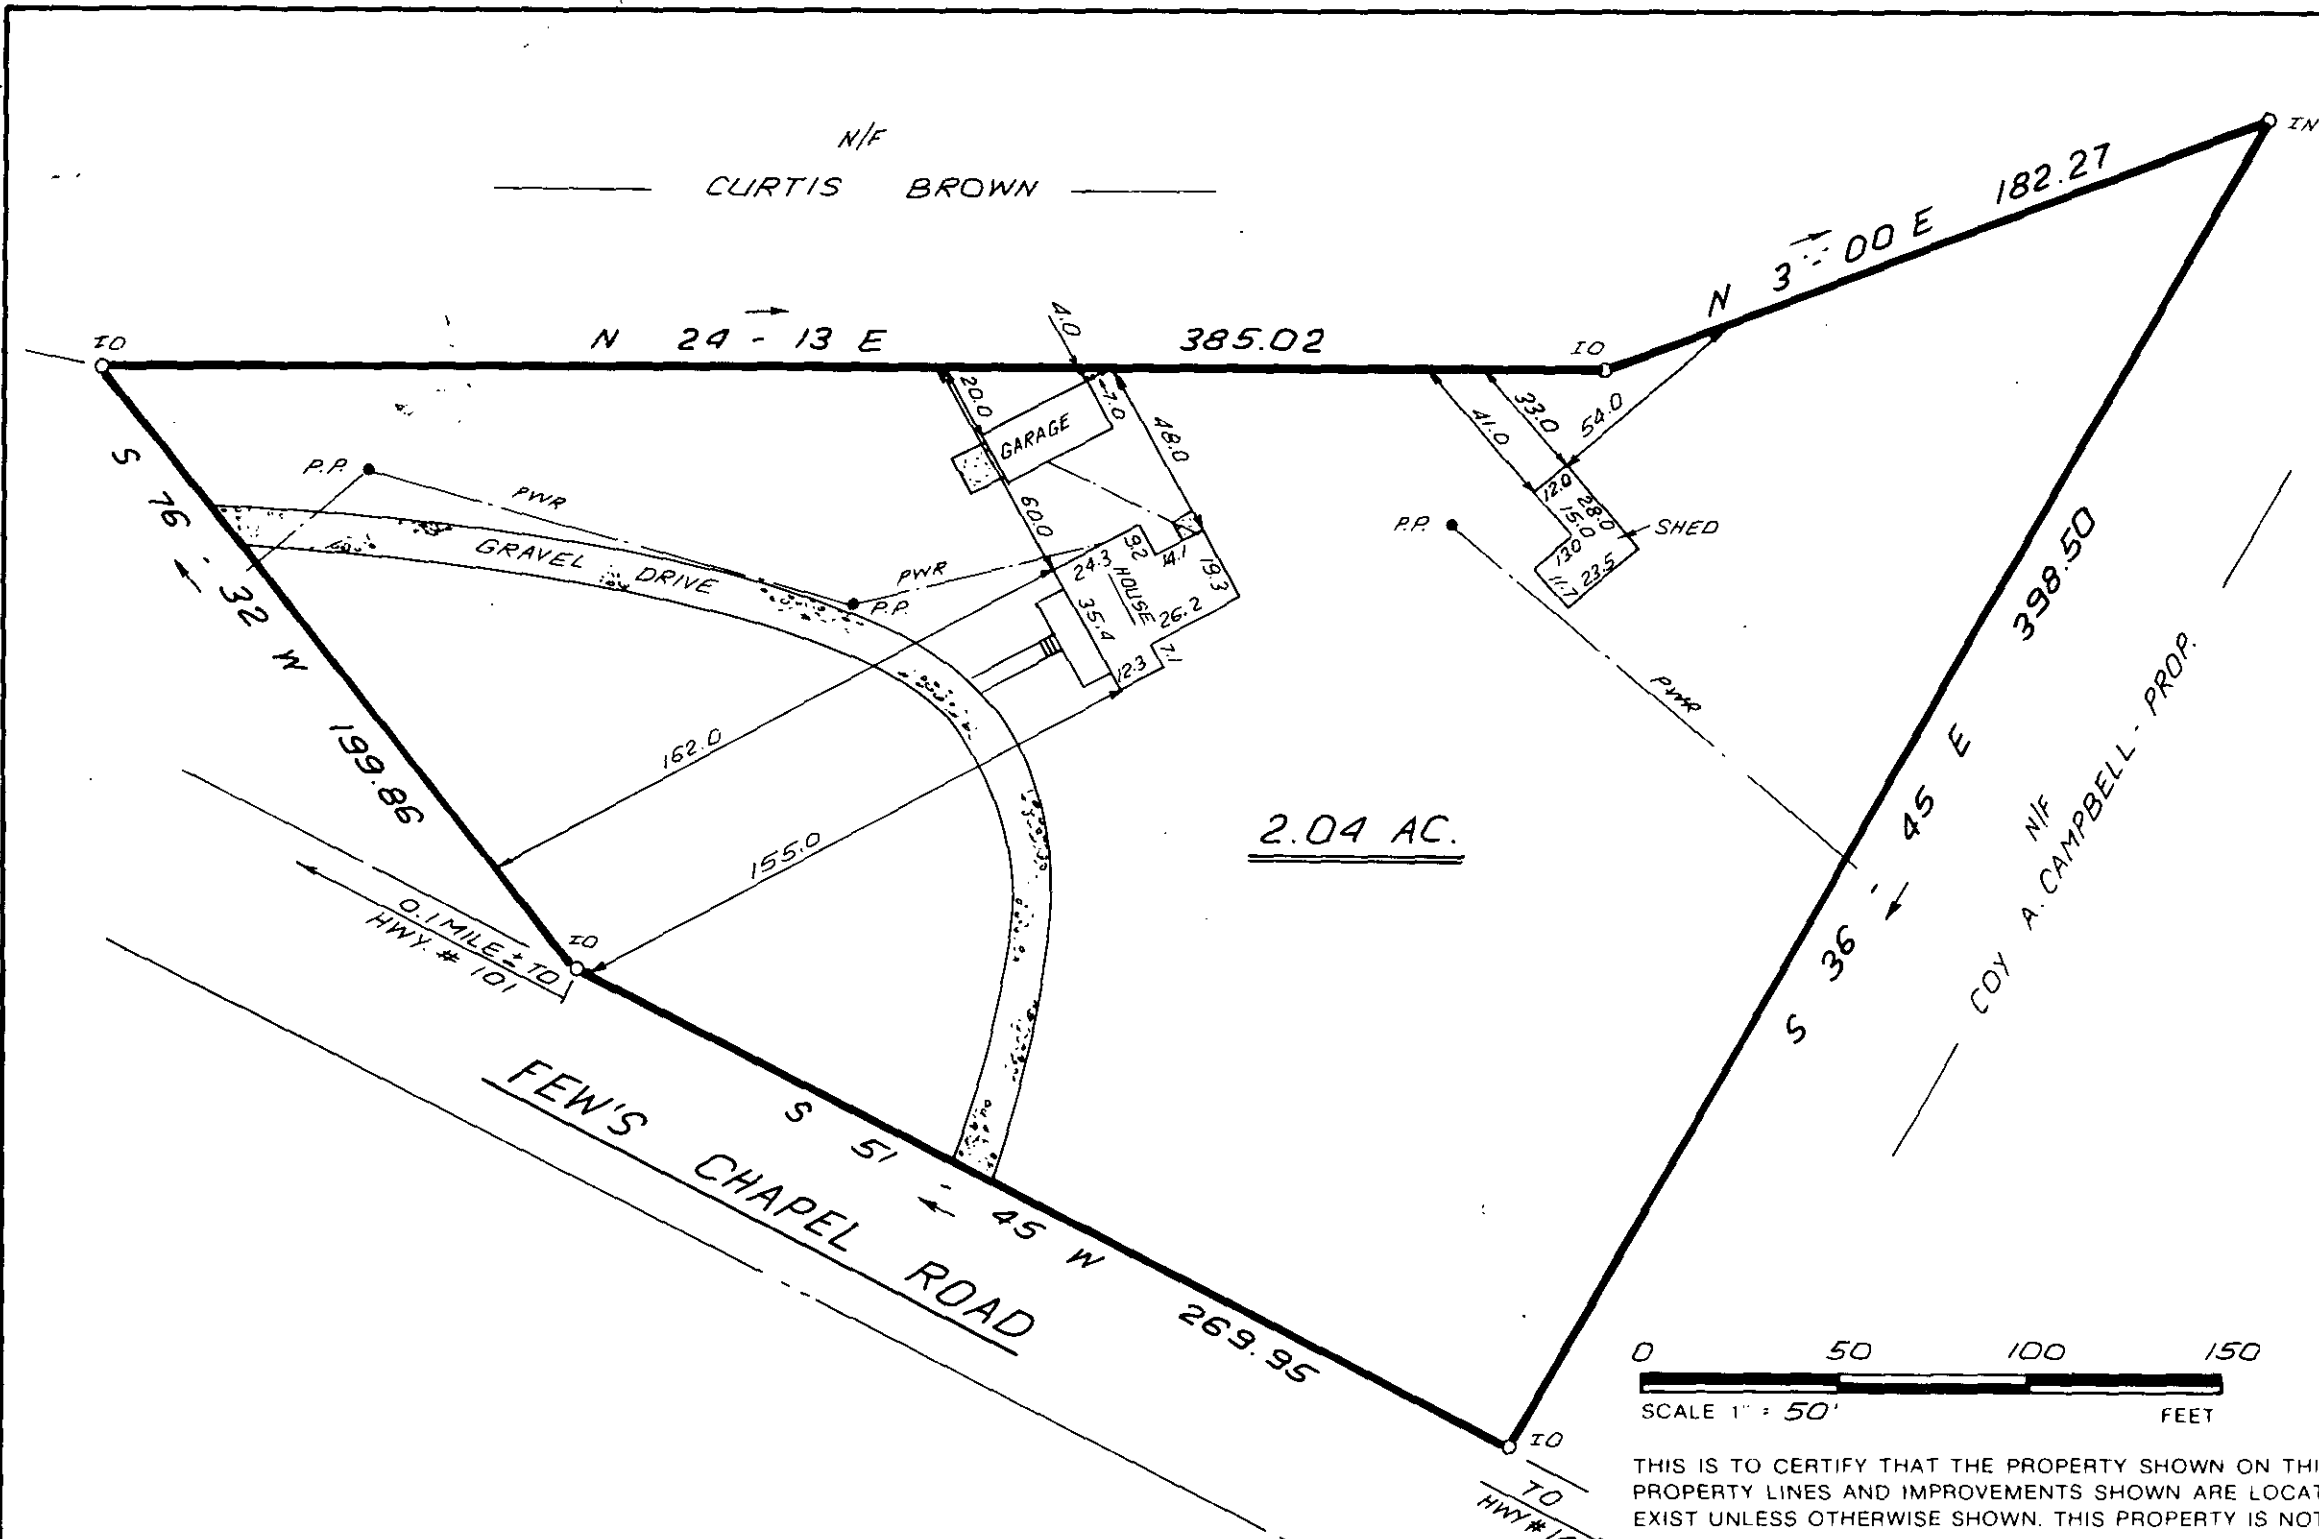 N/F
CURTIS BROWN
IN
182.27
N 3 - 00 E
IO
N 24 - 13 E
385.02
IO
4.0
20.0
7.0
GARAGE
48.0
60.0
41.0
33.0
54.0
12.0
28.0
15.0
SHED
13.0
11.7
23.5
P.P.
PWR
P.P.
PWR
GRAVEL DRIVE
PWR
P.P.
24.3
9.2
14.1
HOUSE
19.3
35.4
26.2
7.1
12.3
S 76 - 32 W
199.86
162.0
155.0
2.04 AC.
398.50
S 36 - 45 E
N/F
COY A. CAMPBELL - PROP.
0.1 MILE ± TO
HWY. # 101
IO
FEW'S CHAPEL ROAD
S 51 - 45 W
269.95
IO
TO
0 50 100 150
SCALE 1" = 50'
FEET
THIS IS TO CERTIFY THAT THE PROPERTY SHOWN ON
PROPERTY LINES AND IMPROVEMENTS SHOWN ARE
EXIST UNLESS OTHERWISE SHOWN. THIS PROPERTY IS NOT